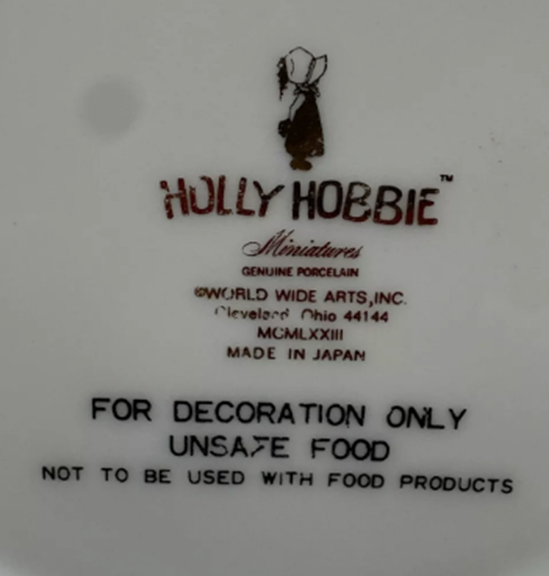 HOLLY HOBBIE™
Miniatures
GENUINE PORCELAIN
©WORLD WIDE ARTS, INC.
Cleveland Ohio 44144
MCMLXXIII
MADE IN JAPAN
FOR DECORATION ONLY
UNSAFE FOOD
NOT TO BE USED WITH FOOD PRODUCTS